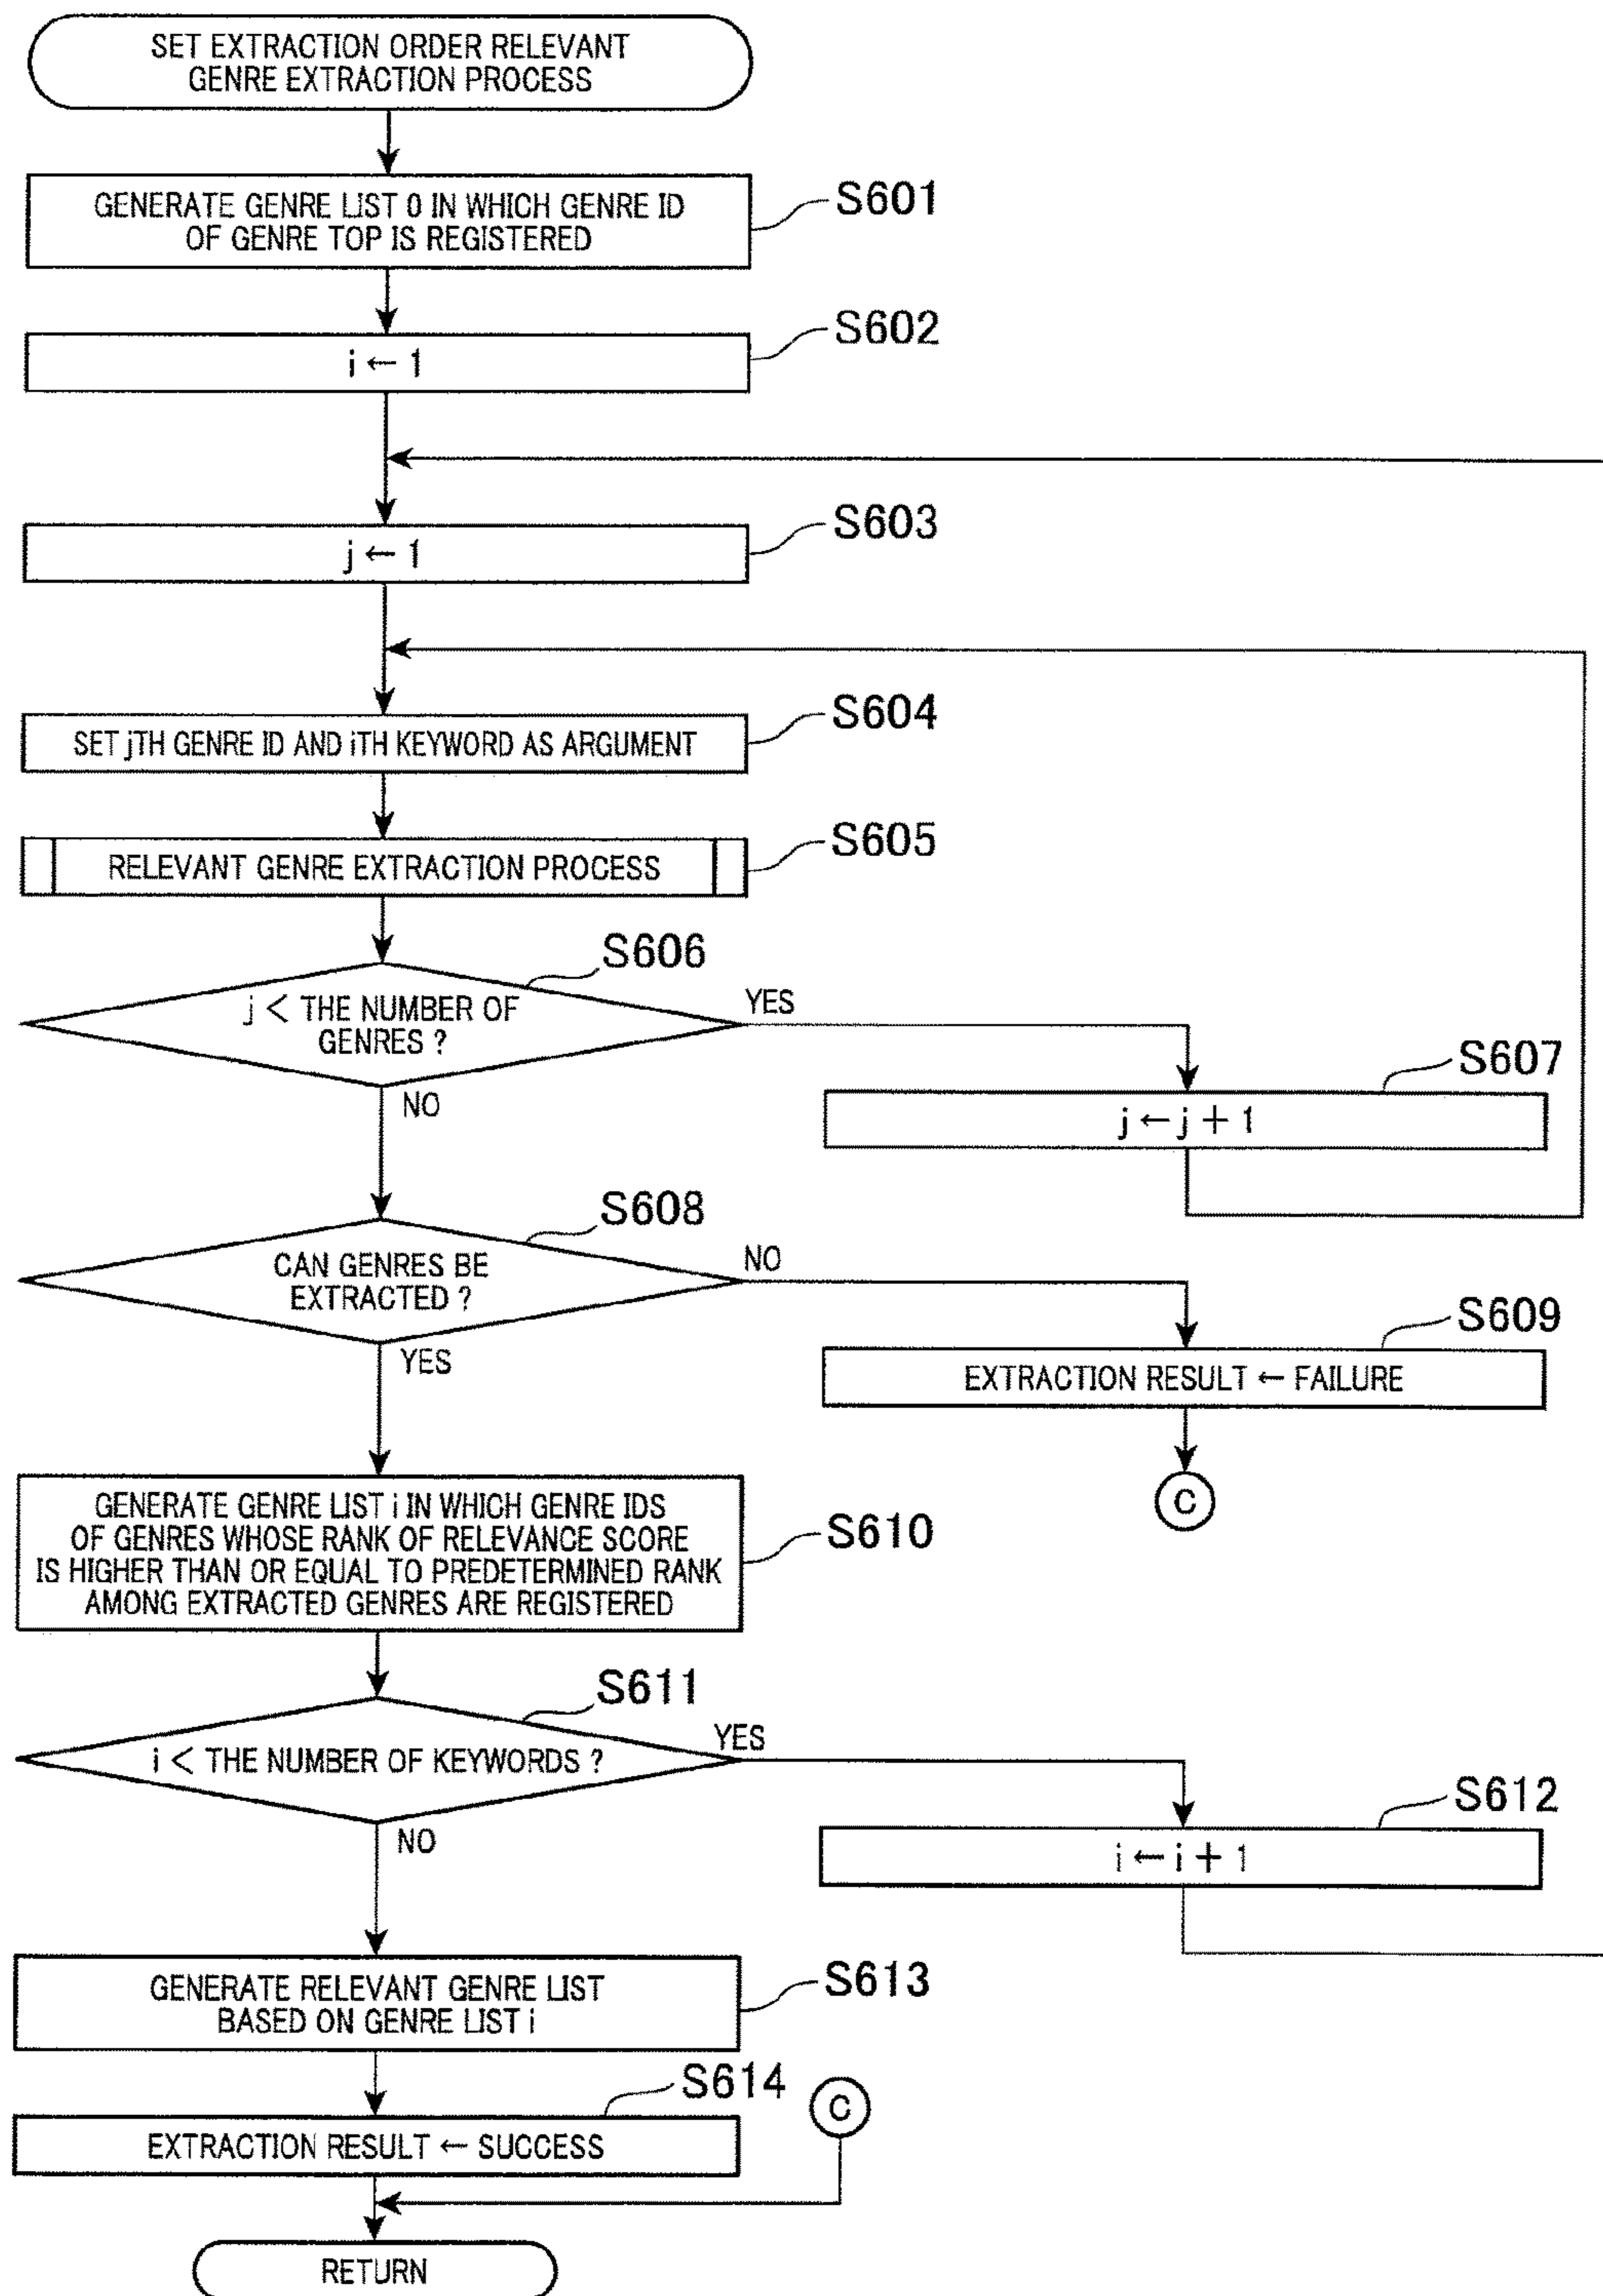 SET EXTRACTION ORDER RELEVANT
GENRE EXTRACTION PROCESS
GENERATE GENRE LIST 0 IN WHICH GENRE ID
OF GENRE TOP IS REGISTERED
S601
i ← 1
S602
j ← 1
S603
SET jTH GENRE ID AND iTH KEYWORD AS ARGUMENT
S604
RELEVANT GENRE EXTRACTION PROCESS
S605
S606
j < THE NUMBER OF
GENRES ?
YES
NO
S607
j ← j + 1
S608
CAN GENRES BE
EXTRACTED ?
NO
YES
S609
EXTRACTION RESULT ← FAILURE
C
GENERATE GENRE LIST i IN WHICH GENRE IDS
OF GENRES WHOSE RANK OF RELEVANCE SCORE
IS HIGHER THAN OR EQUAL TO PREDETERMINED RANK
AMONG EXTRACTED GENRES ARE REGISTERED
S610
S611
i < THE NUMBER OF KEYWORDS ?
YES
NO
S612
i ← i + 1
GENERATE RELEVANT GENRE LIST
BASED ON GENRE LIST i
S613
S614
C
EXTRACTION RESULT ← SUCCESS
RETURN